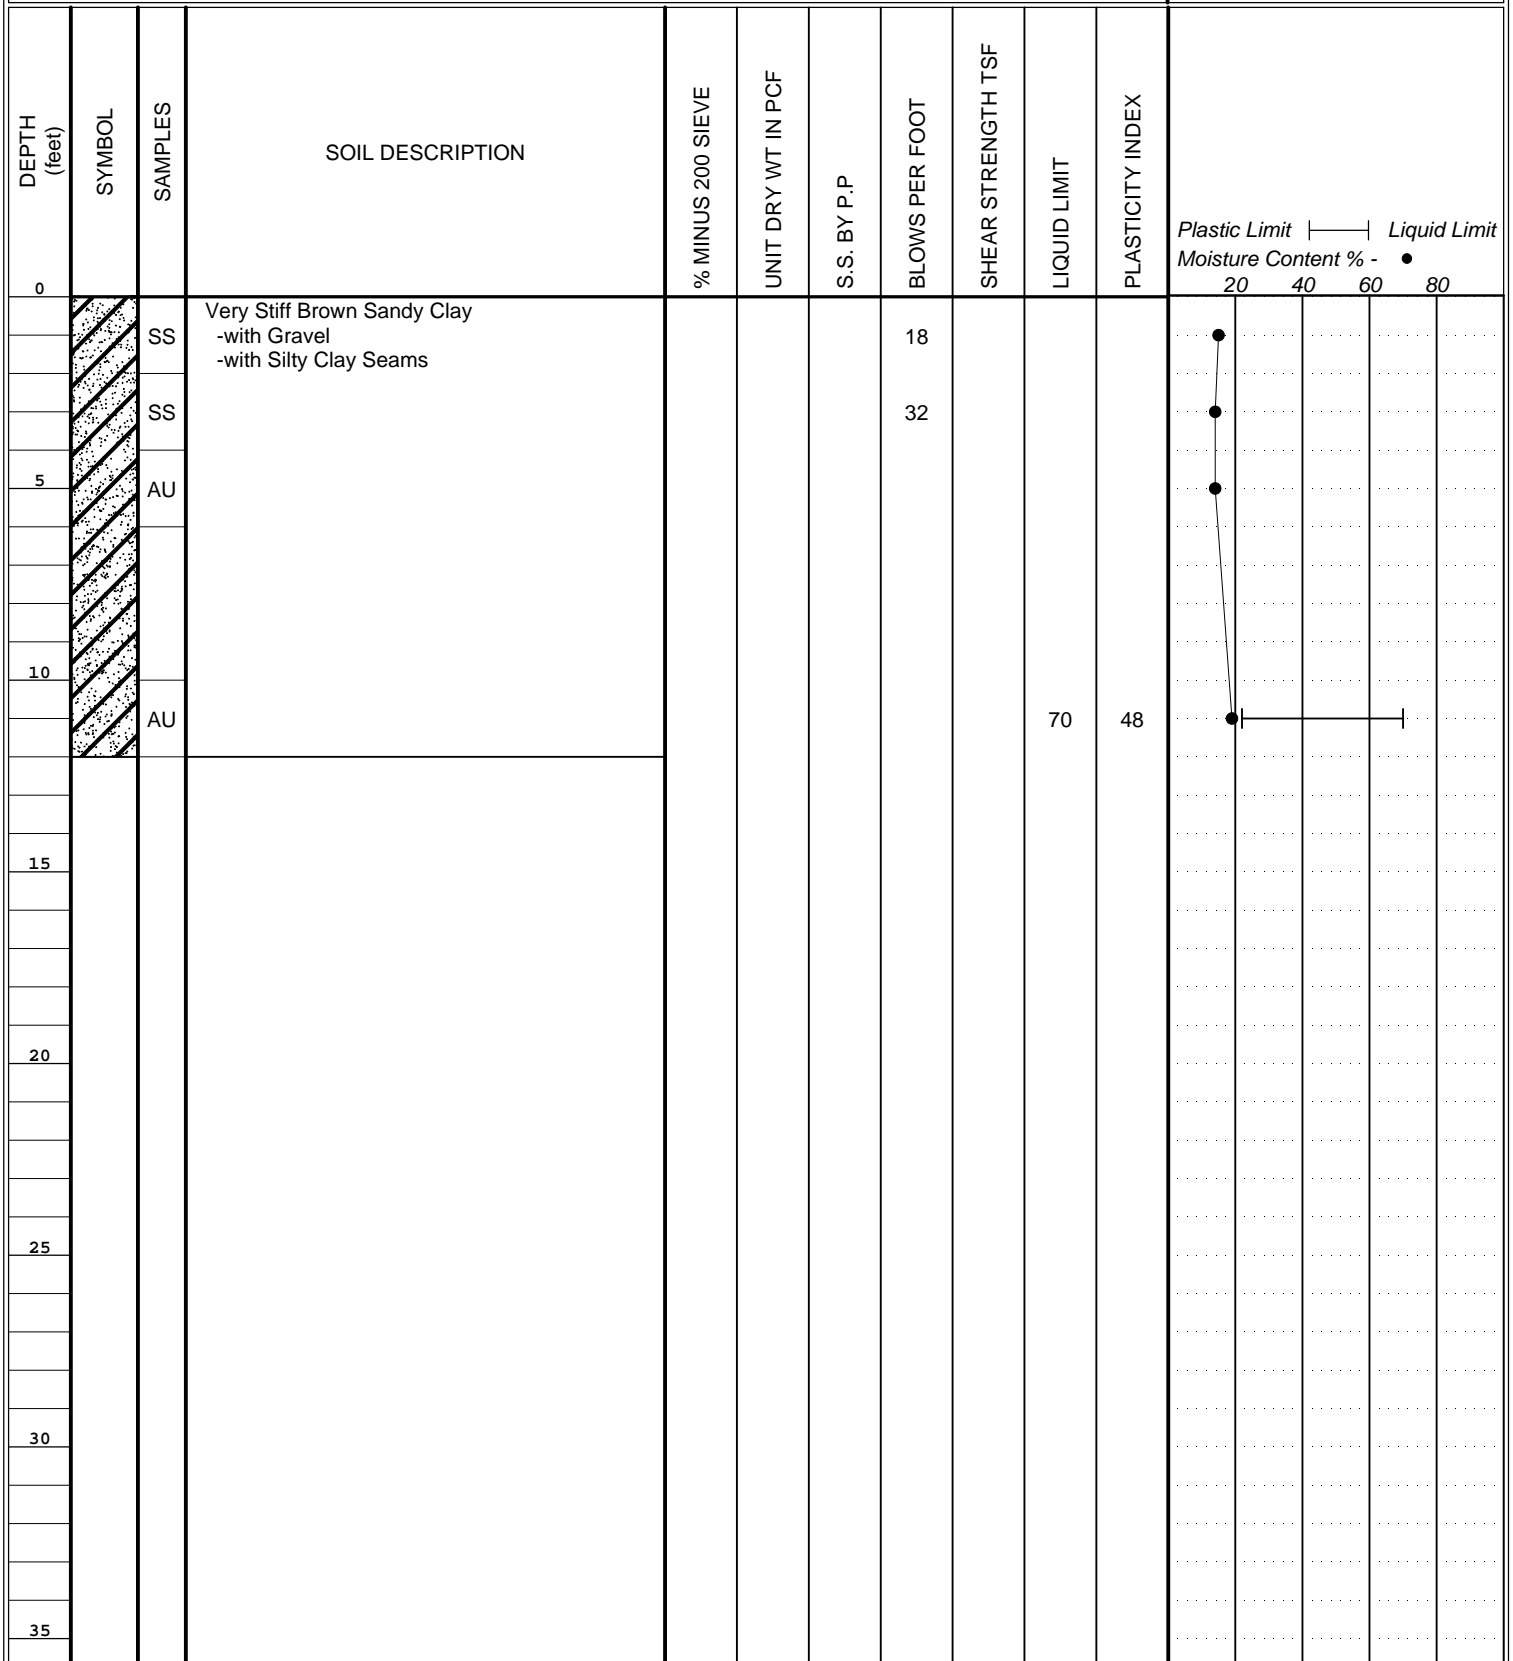 DEPTH
(feet)
SYMBOL
SAMPLES
SOIL DESCRIPTION
% MINUS 200 SIEVE
UNIT DRY WT IN PCF
S.S. BY P.P
BLOWS PER FOOT
SHEAR STRENGTH TSF
LIQUID LIMIT
PLASTICITY INDEX
Plastic Limit Liquid Limit
Moisture Content % -
20 40 60 80
0
Very Stiff Brown Sandy Clay
SS -with Gravel 18
-with Silty Clay Seams
SS 32
5 AU
10
AU 70 48
15
20
25
30
35